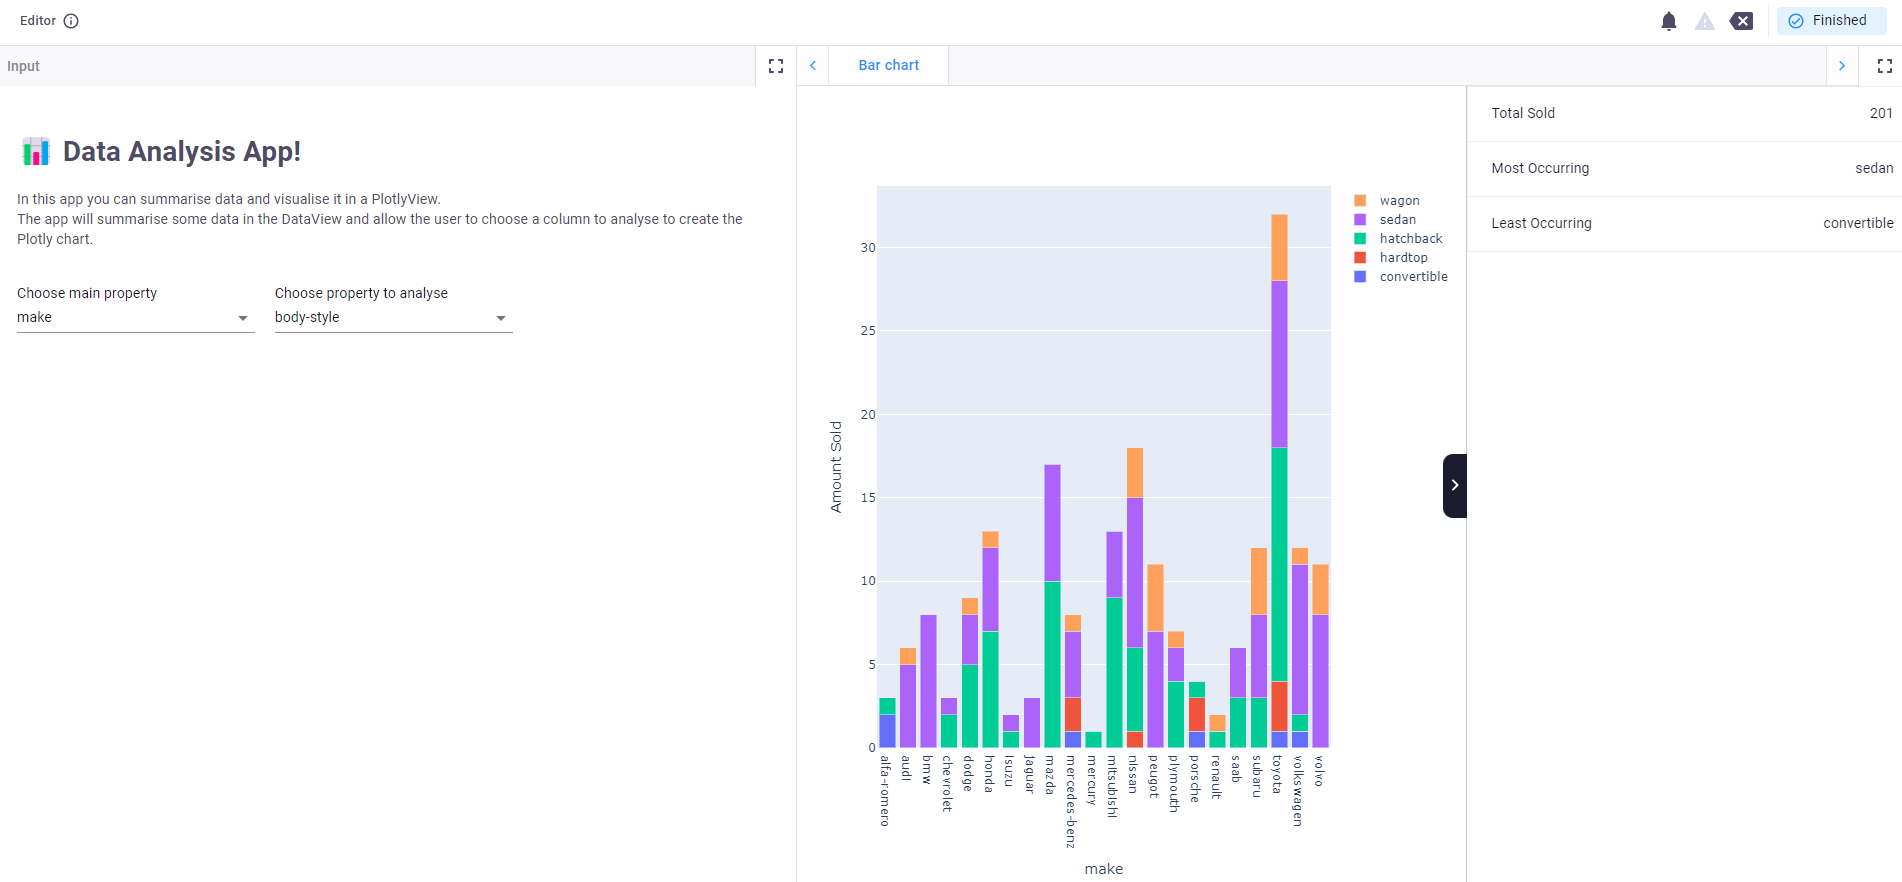 Editor
Finished
Input
Bar chart
Data Analysis App!
In this app you can summarise data and visualise it in a PlotlyView.
The app will summarise some data in the DataView and allow the user to choose a column to analyse to create the
Plotly chart.
Choose main property
make
Choose property to analyse
body-style
Amount Sold
30
25
20
15
10
5
0
alfa-romero
audi
bmw
chevrolet
dodge
honda
isuzu
jaguar
mazda
mercedes-benz
mercury
mitsubishi
nissan
peugot
plymouth
porsche
renault
saab
subaru
toyota
volkswagen
volvo
make
wagon
sedan
hatchback
hardtop
convertible
Total Sold 201
Most Occurring sedan
Least Occurring convertible